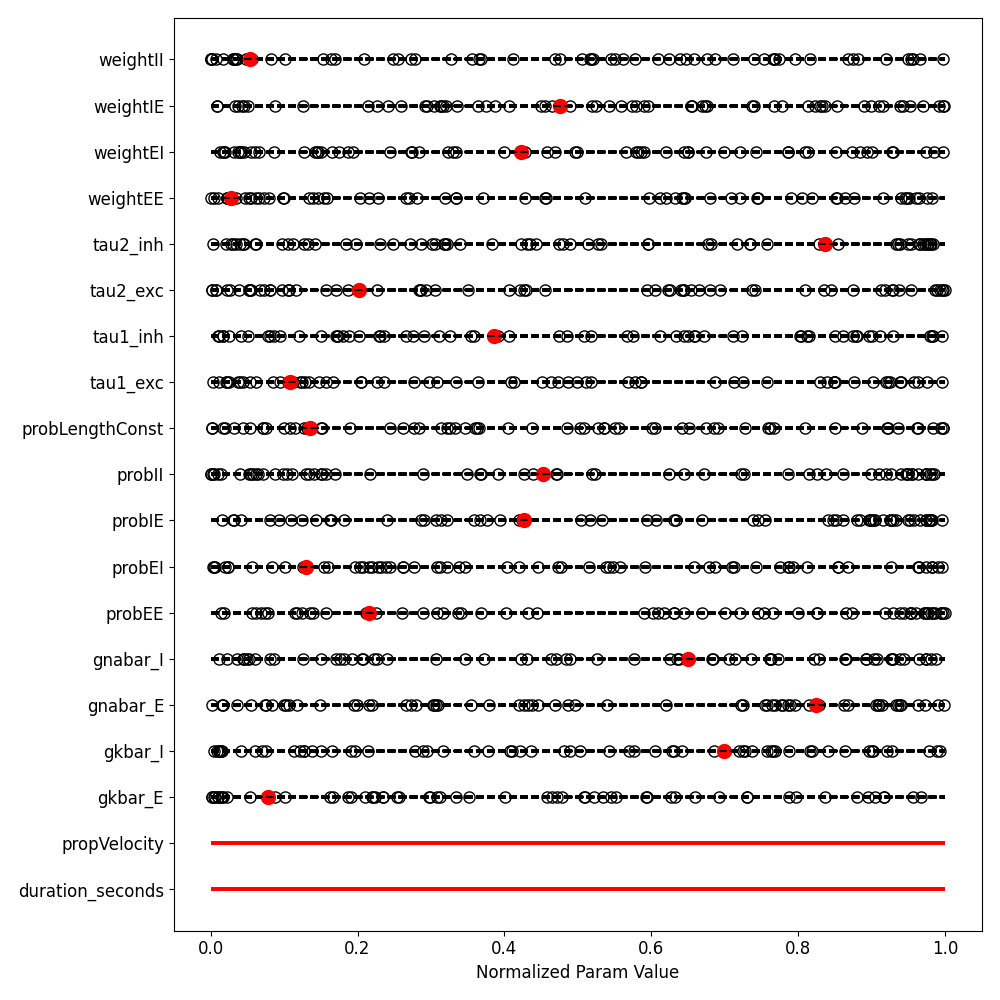 weightII
weightIE
weightEI
weightEE
tau2_inh
tau2_exc
tau1_inh
tau1_exc
probLengthConst
probII
probIE
probEI
probEE
gnabar_I
gnabar_E
gkbar_I
gkbar_E
propVelocity
duration_seconds
0.0 0.2 0.4 0.6 0.8 1.0
Normalized Param Value